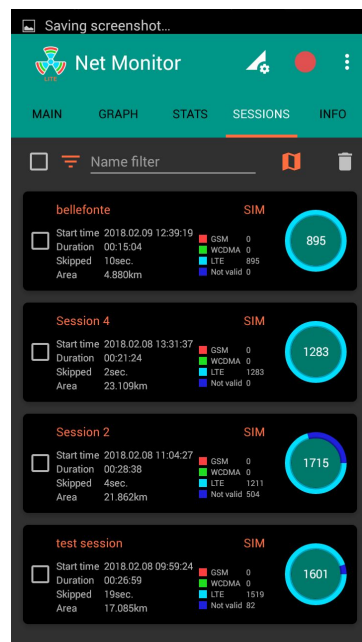 Saving screenshot...
LITE
Net Monitor
MAIN GRAPH STATS SESSIONS INFO
Name filter
bellefonte SIM
Start time 2018.02.09 12:39:19
Duration 00:15:04
Skipped 10sec.
Area 4.880km
GSM 0
WCDMA 0
LTE 895
Not valid 0
895
Session 4 SIM
Start time 2018.02.08 13:31:37
Duration 00:21:24
Skipped 2sec.
Area 23.109km
GSM 0
WCDMA 0
LTE 1283
Not valid 0
1283
Session 2 SIM
Start time 2018.02.08 11:04:27
Duration 00:28:38
Skipped 4sec.
Area 21.862km
GSM 0
WCDMA 0
LTE 1211
Not valid 504
1715
test session SIM
Start time 2018.02.08 09:59:24
Duration 00:26:59
Skipped 19sec.
Area 17.085km
GSM 0
WCDMA 0
LTE 1519
Not valid 82
1601